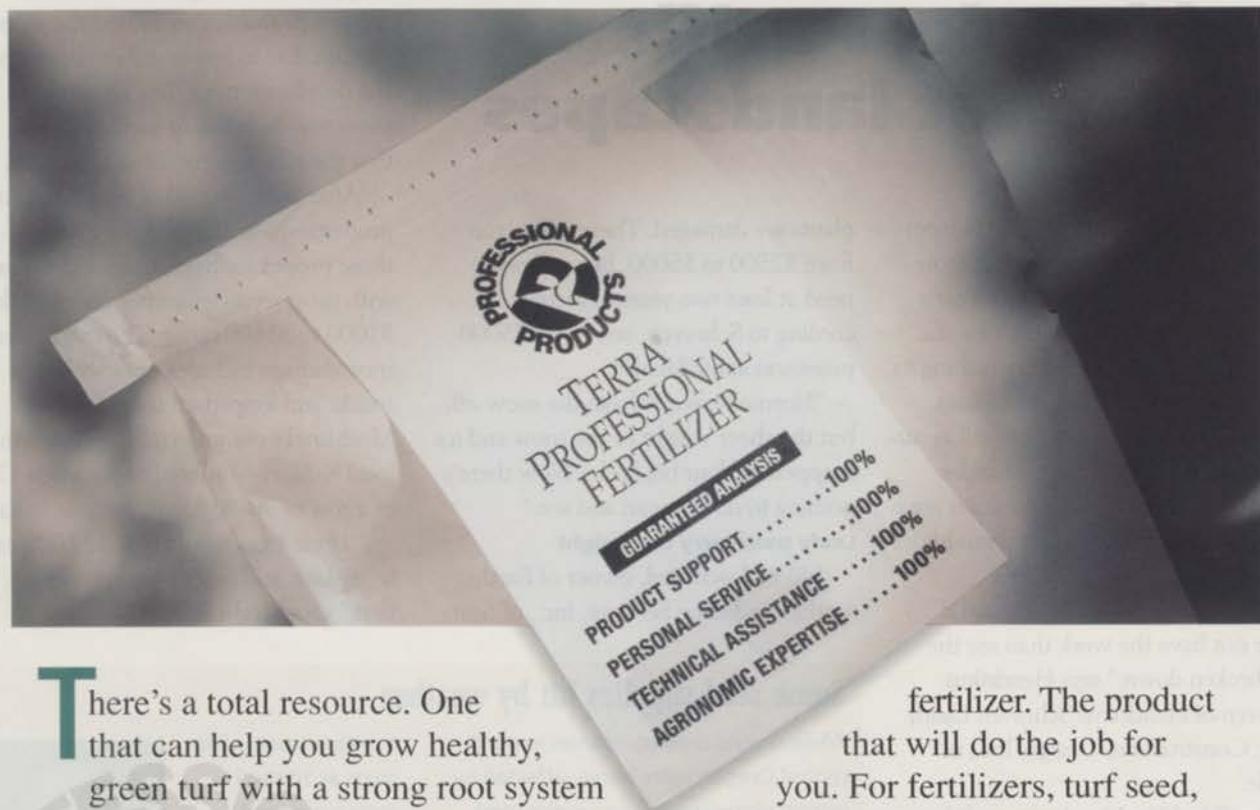 PROFESSIONAL
PRODUCTS
TERRA
PROFESSIONAL
FERTILIZER
GUARANTEED ANALYSIS
PRODUCT SUPPORT..........100%
PERSONAL SERVICE..........100%
TECHNICAL ASSISTANCE.......100%
AGRONOMIC EXPERTISE.....100%
There's a total resource. One
that can help you grow healthy,
green turf with a strong root system
fertilizer. The product
that will do the job for
you. For fertilizers, turf seed,